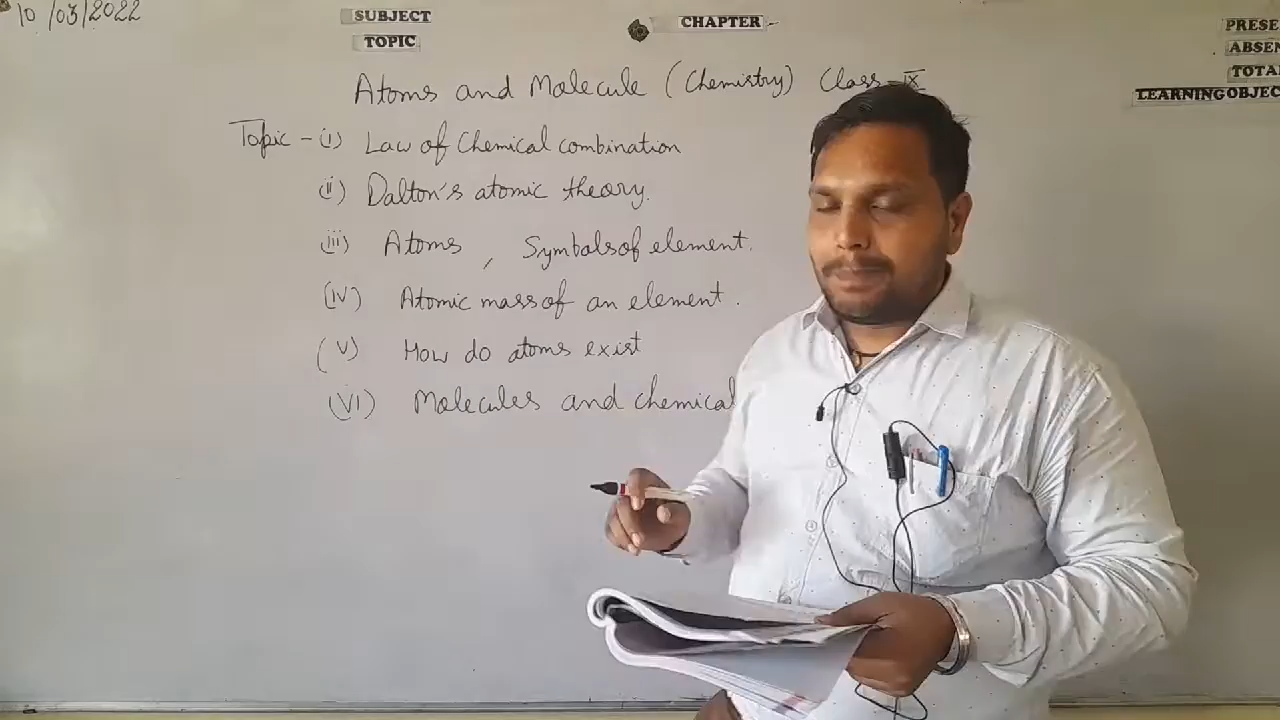 10/03/2022
SUBJECT
CHAPTER
TOPIC
PRESE
ABSEN
TOTA
LEARNING OBJEC
Atoms and Molecule (Chemistry) Class - IX
Topic - (i) Law of Chemical combination
(ii) Dalton's atomic theory.
(iii) Atoms, Symbols of element.
(IV) Atomic mass of an element.
(V) How do atoms exist
(VI) Molecules and chemical